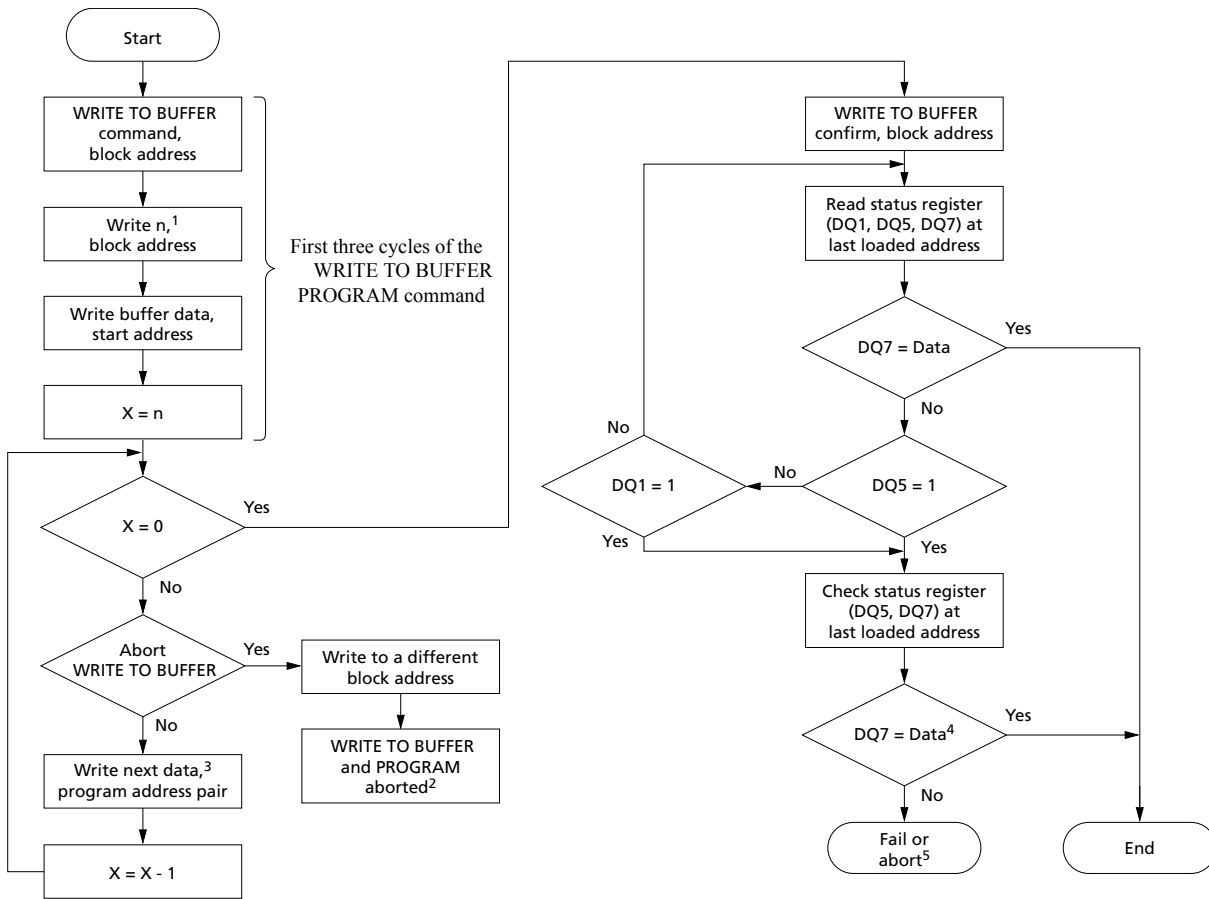 Start
WRITE TO BUFFER
command,
block address
Write n,1
block address
Write buffer data,
start address
X = n
First three cycles of the
WRITE TO BUFFER
PROGRAM command
X = 0
Yes
No
Abort
WRITE TO BUFFER
Yes
No
Write to a different
block address
WRITE TO BUFFER
and PROGRAM
aborted2
Write next data,3
program address pair
X = X - 1
WRITE TO BUFFER
confirm, block address
Read status register
(DQ1, DQ5, DQ7) at
last loaded address
DQ7 = Data
Yes
No
DQ5 = 1
No
Yes
DQ1 = 1
No
Yes
Check status register
(DQ5, DQ7) at
last loaded address
DQ7 = Data4
Yes
No
Fail or
abort5
End